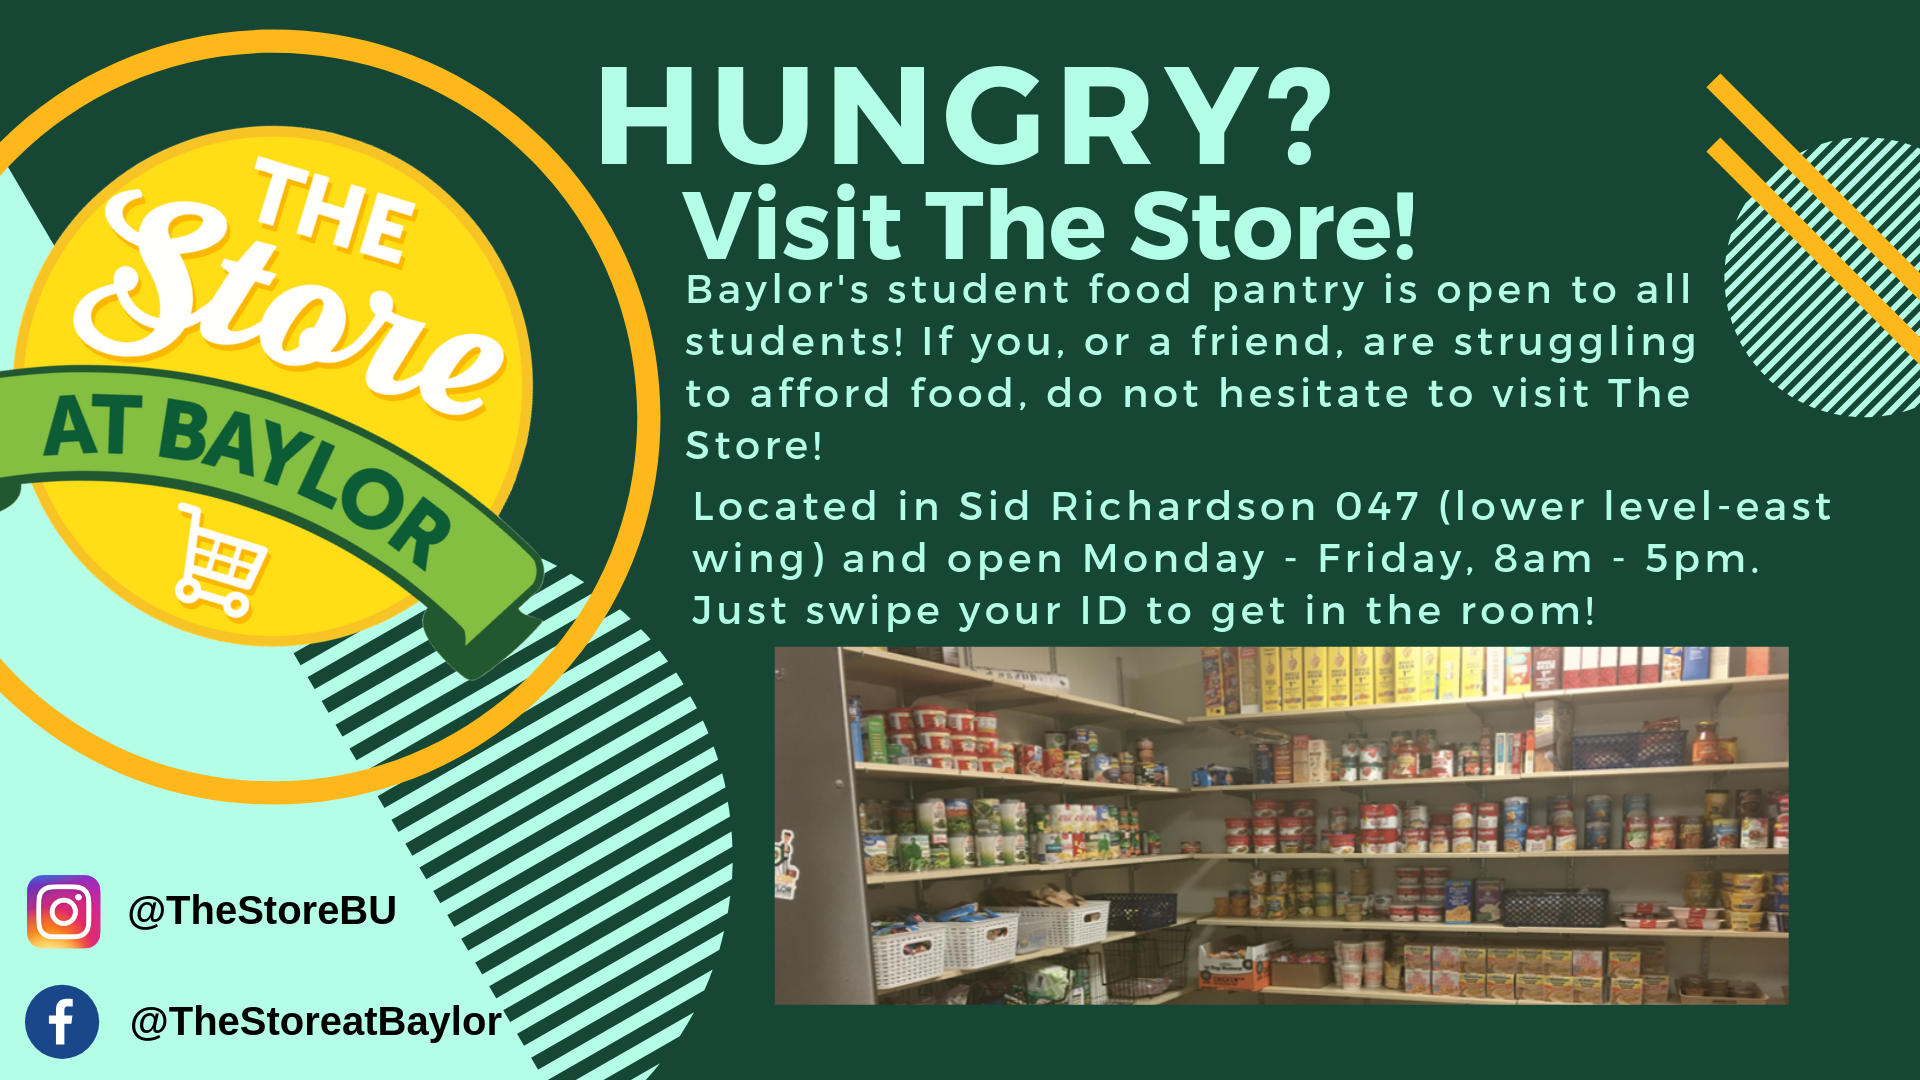 THE
Store
AT BAYLOR
HUNGRY?
Visit The Store!
Baylor's student food pantry is open to all
students! If you, or a friend, are struggling
to afford food, do not hesitate to visit The
Store!
Located in Sid Richardson 047 (lower level-east
wing) and open Monday - Friday, 8am - 5pm.
Just swipe your ID to get in the room!
@TheStoreBU
@TheStoreatBaylor